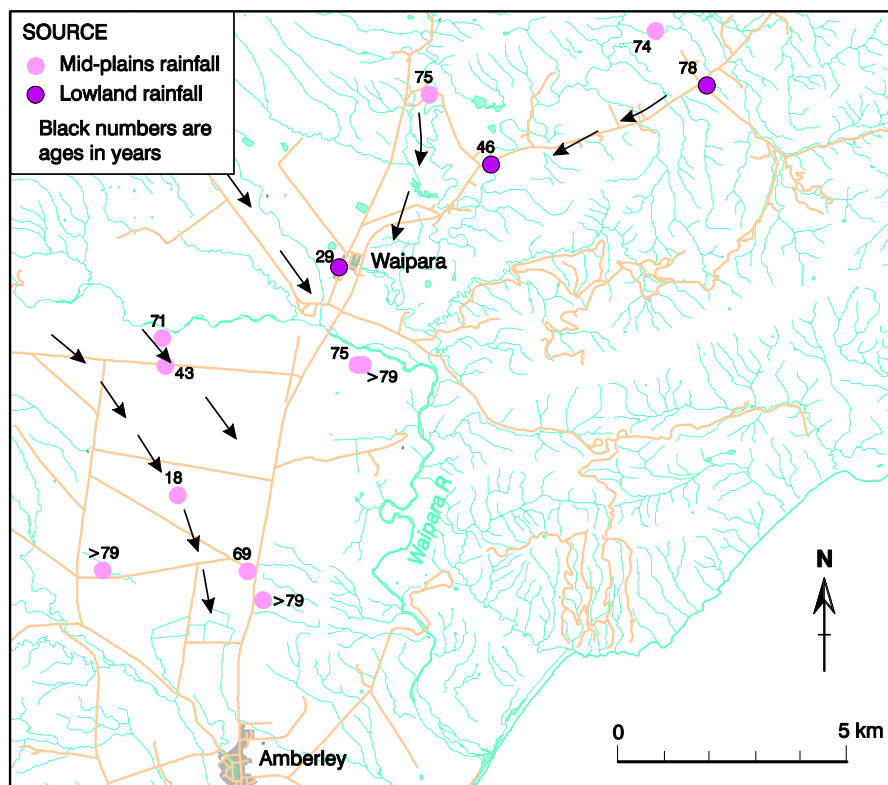 SOURCE
Mid-plains rainfall
Lowland rainfall
Black numbers are
ages in years
74
78
75
46
29
Waipara
71
43
75
>79
18
Waipara R
>79
69
>79
N
0 5 km
Amberley